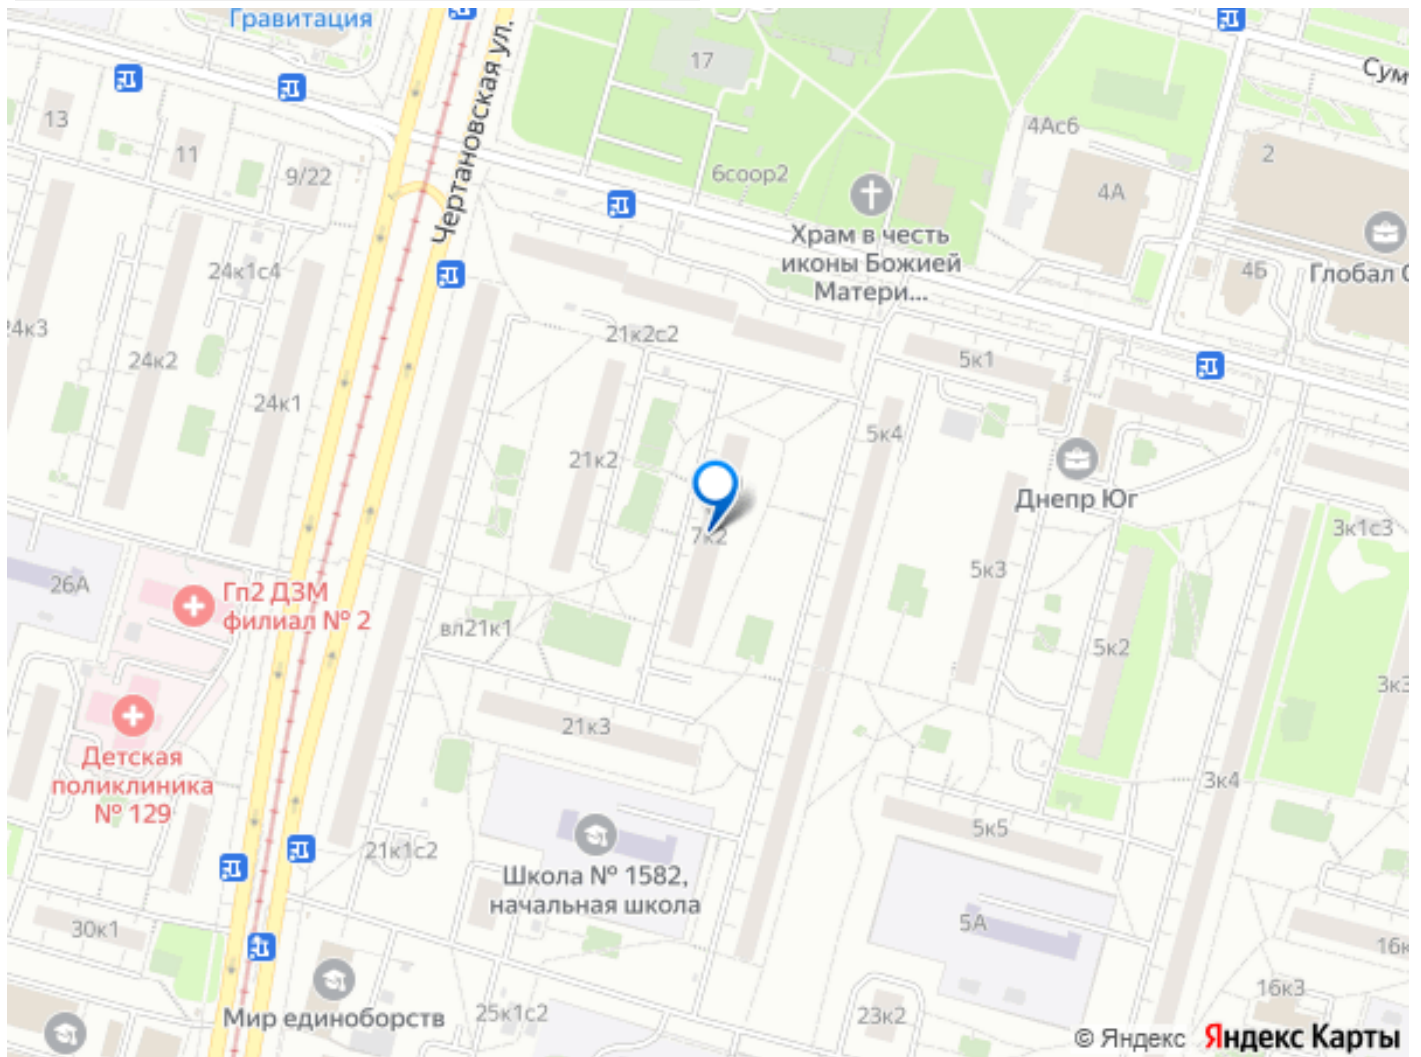 Гравитация
Чертановская ул.
17
Сум
13
11
9/22
6соор2
4Ас6
4А
2
Храм в честь
иконы Божией
Матери...
4Б
Глобал С
24к1с4
24к3
24к2
24к1
21к2с2
5к1
21к2
5к4
Днепр Юг
7к2
3к1с3
26А
Гп2 ДЗМ
филиал № 2
5к3
вл21к1
5к2
3к3
21к3
Детская
поликлиника
№ 129
3к4
5к5
21к1с2
Школа № 1582,
начальная школа
30к1
5А
16к
16к3
Мир единоборств
25к1с2
23к2
© Яндекс Яндекс Карты